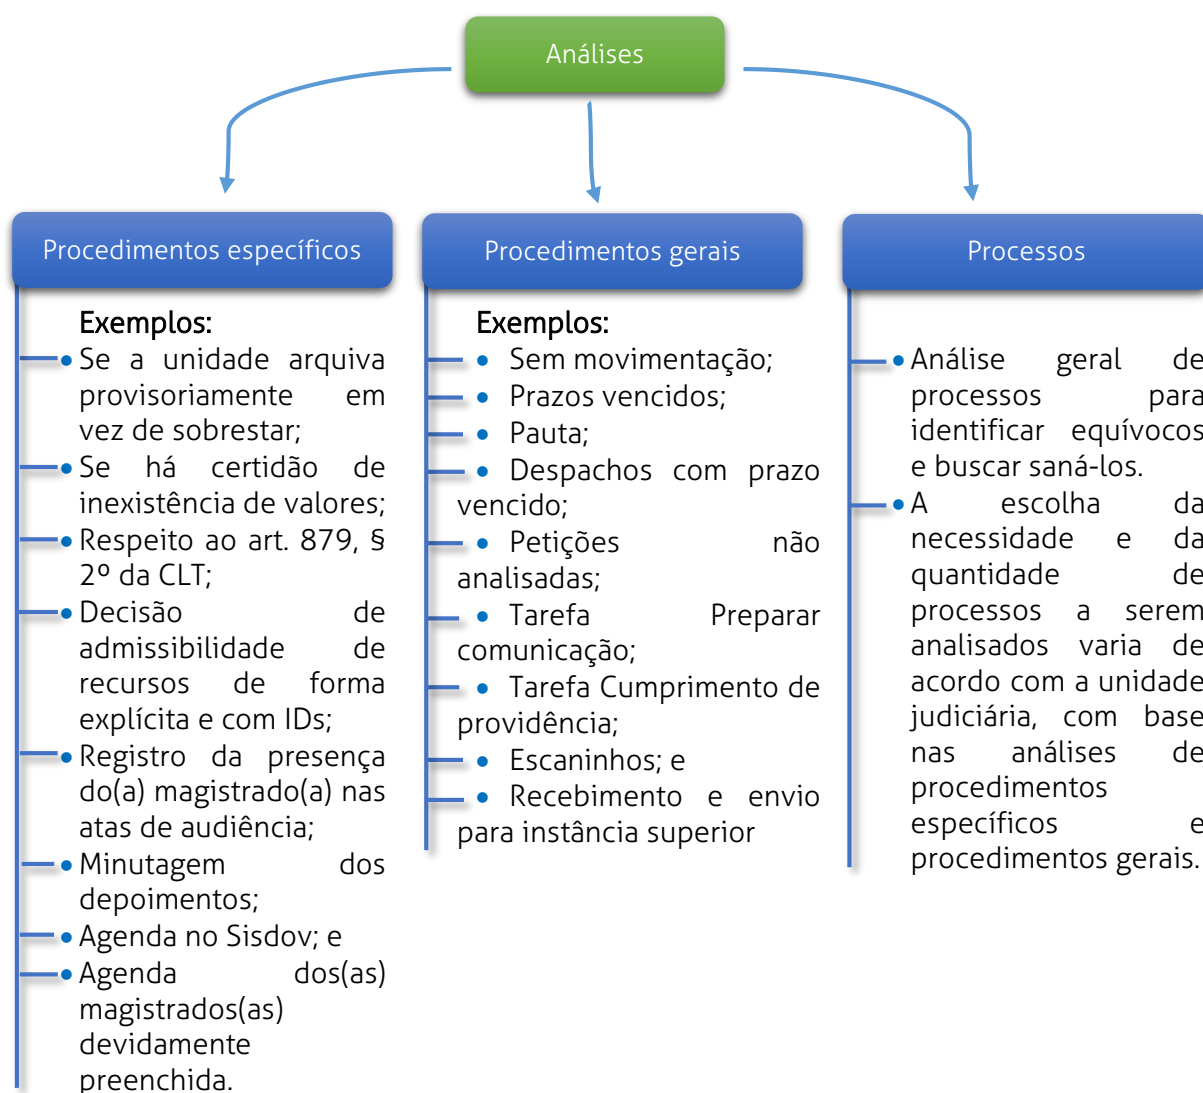 Análises
Procedimentos específicos
Exemplos:
• Se a unidade arquiva
provisoriamente em
vez de sobrestar;
• Se há certidão de
inexistência de valores;
• Respeito ao art. 879, §
2º da CLT;
• Decisão de
admissibilidade de
recursos de forma
explícita e com IDs;
• Registro da presença
do(a) magistrado(a) nas
atas de audiência;
• Minutagem dos
depoimentos;
• Agenda no Sisdov; e
• Agenda dos(as)
magistrados(as)
devidamente
preenchida.
Procedimentos gerais
Exemplos:
• Sem movimentação;
• Prazos vencidos;
• Pauta;
• Despachos com prazo
vencido;
• Petições não
analisadas;
• Tarefa Preparar
comunicação;
• Tarefa Cumprimento de
providência;
• Escaninhos; e
• Recebimento e envio
para instância superior
Processos
• Análise geral de
processos para
identificar equívocos
e buscar saná-los.
• A escolha da
necessidade e da
quantidade de
processos a serem
analisados varia de
acordo com a unidade
judiciária, com base
nas análises de
procedimentos
específicos e
procedimentos gerais.